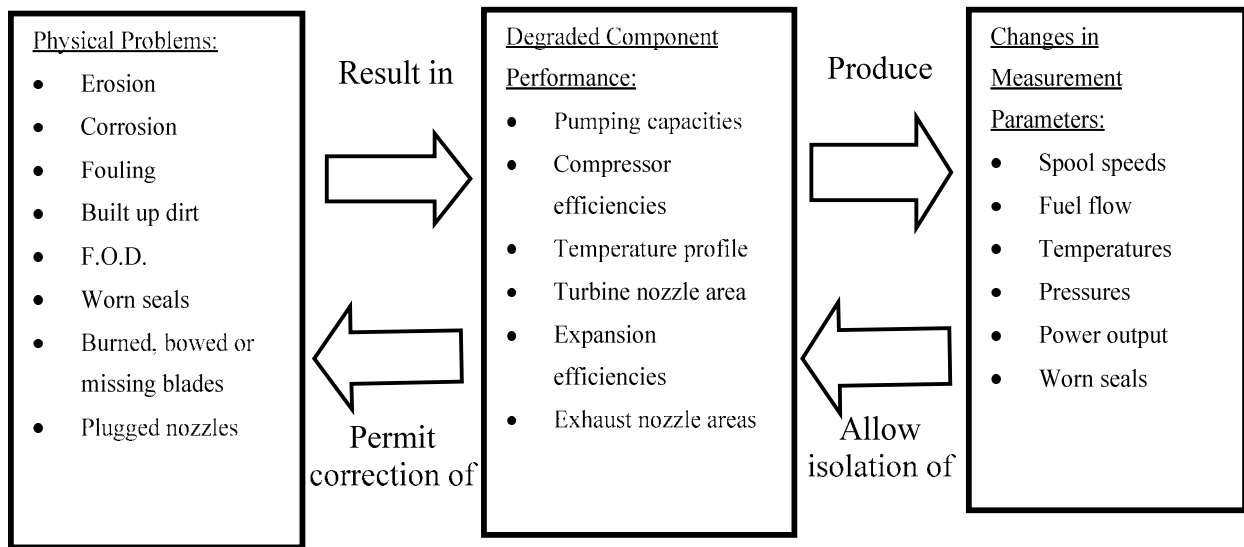 Physical Problems:
• Erosion
• Corrosion
• Fouling
• Built up dirt
• F.O.D.
• Worn seals
• Burned, bowed or
missing blades
• Plugged nozzles
Result in
Permit
correction of
Degraded Component
Performance:
• Pumping capacities
• Compressor
efficiencies
• Temperature profile
• Turbine nozzle area
• Expansion
efficiencies
• Exhaust nozzle areas
Produce
Allow
isolation of
Changes in
Measurement
Parameters:
• Spool speeds
• Fuel flow
• Temperatures
• Pressures
• Power output
• Worn seals